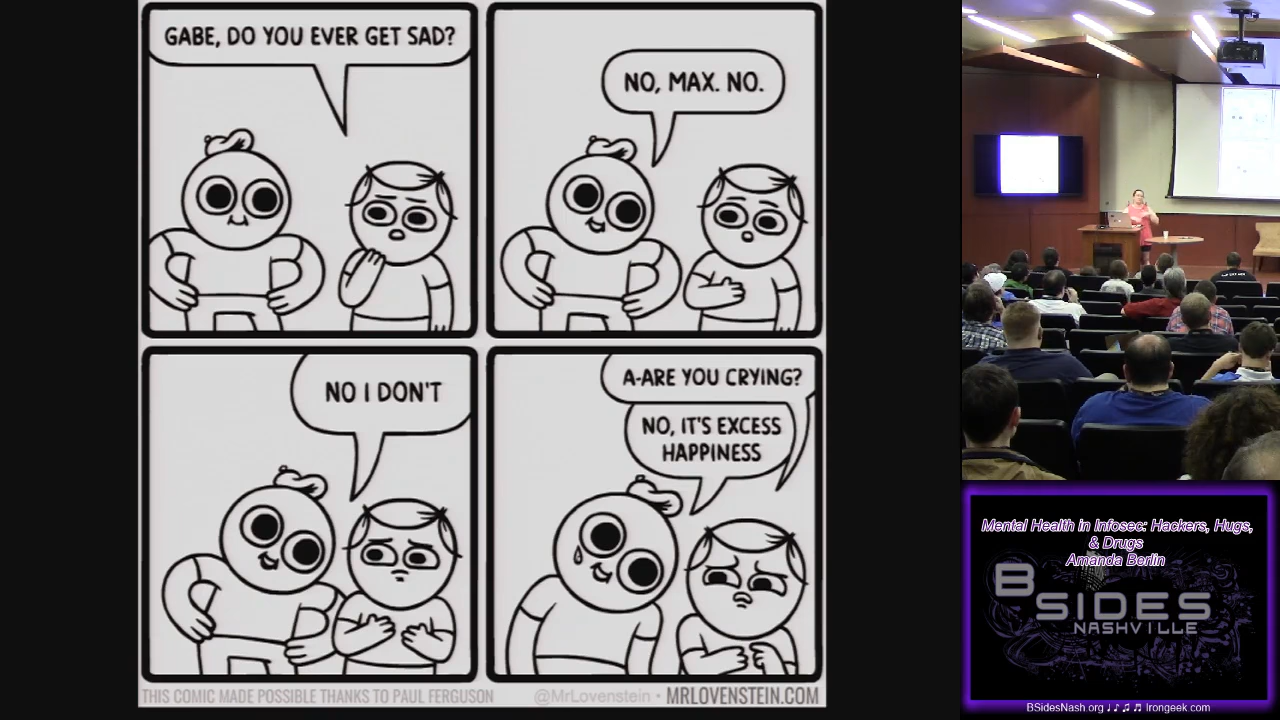 GABE, DO YOU EVER GET SAD?
NO, MAX. NO.
NO I DON'T
A-ARE YOU CRYING?
NO, IT'S EXCESS
HAPPINESS
THIS COMIC MADE POSSIBLE THANKS TO PAUL FERGUSON
@MrLovenstein • MRLOVENSTEIN.COM
Mental Health in Infosec: Hackers, Hugs,
& Drugs
Amanda Berlin
BSIDES
NASHVILLE
BSidesNash.org ♩ ♪ ♫ ♬ Irongeek.com